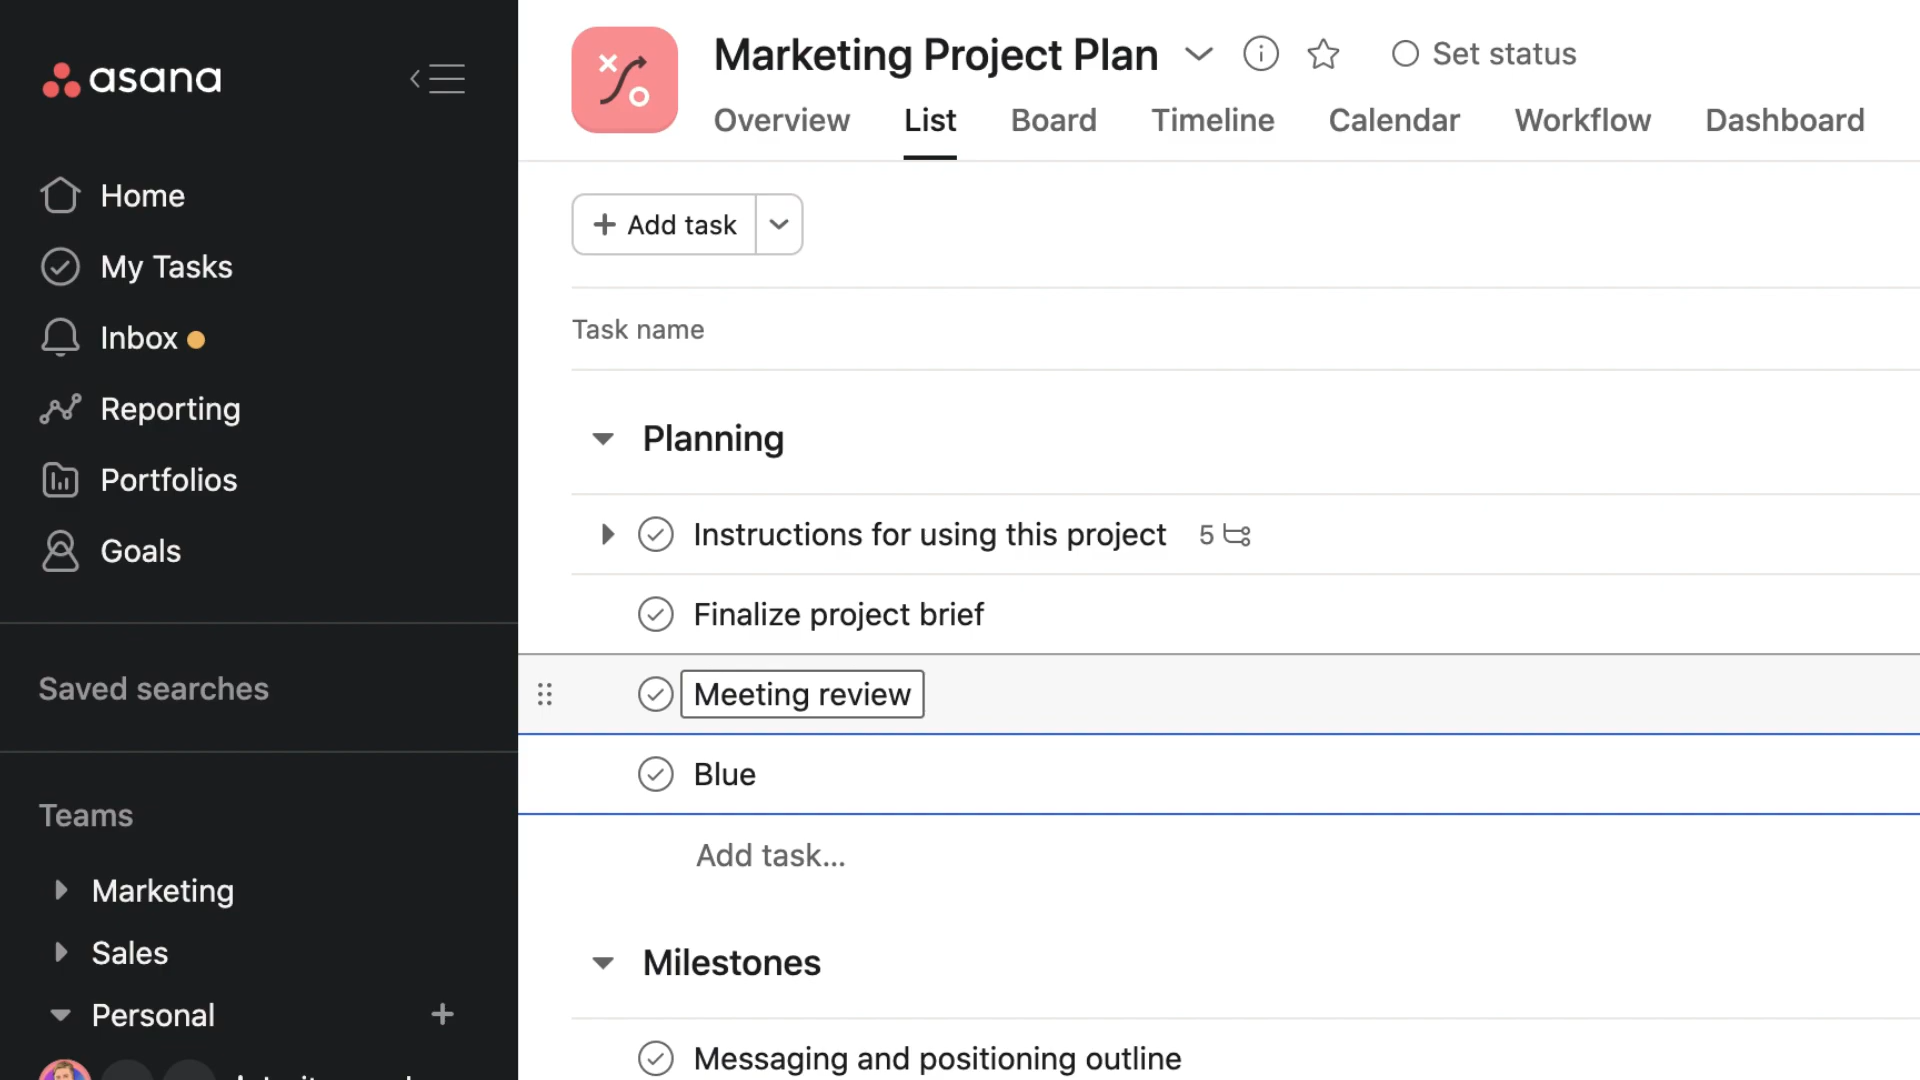 asana
Home
My Tasks
Inbox
Reporting
Portfolios
Goals
Saved searches
Teams
Marketing
Sales
Personal
Marketing Project Plan
Set status
Overview
List
Board
Timeline
Calendar
Workflow
Dashboard
+ Add task
Task name
Planning
Instructions for using this project 5
Finalize project brief
Meeting review
Blue
Add task...
Milestones
Messaging and positioning outline